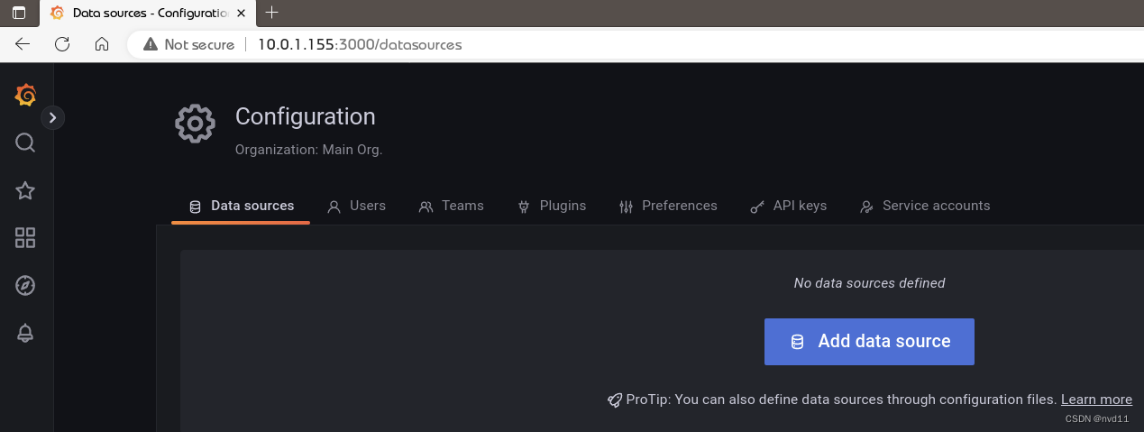 Data sources - Configuratio
Not secure 10.0.1.155:3000/datasources
Configuration
Organization: Main Org.
Data sources Users Teams Plugins Preferences API keys Service accounts
No data sources defined
Add data source
ProTip: You can also define data sources through configuration files. Learn more
CSDN @nvd11